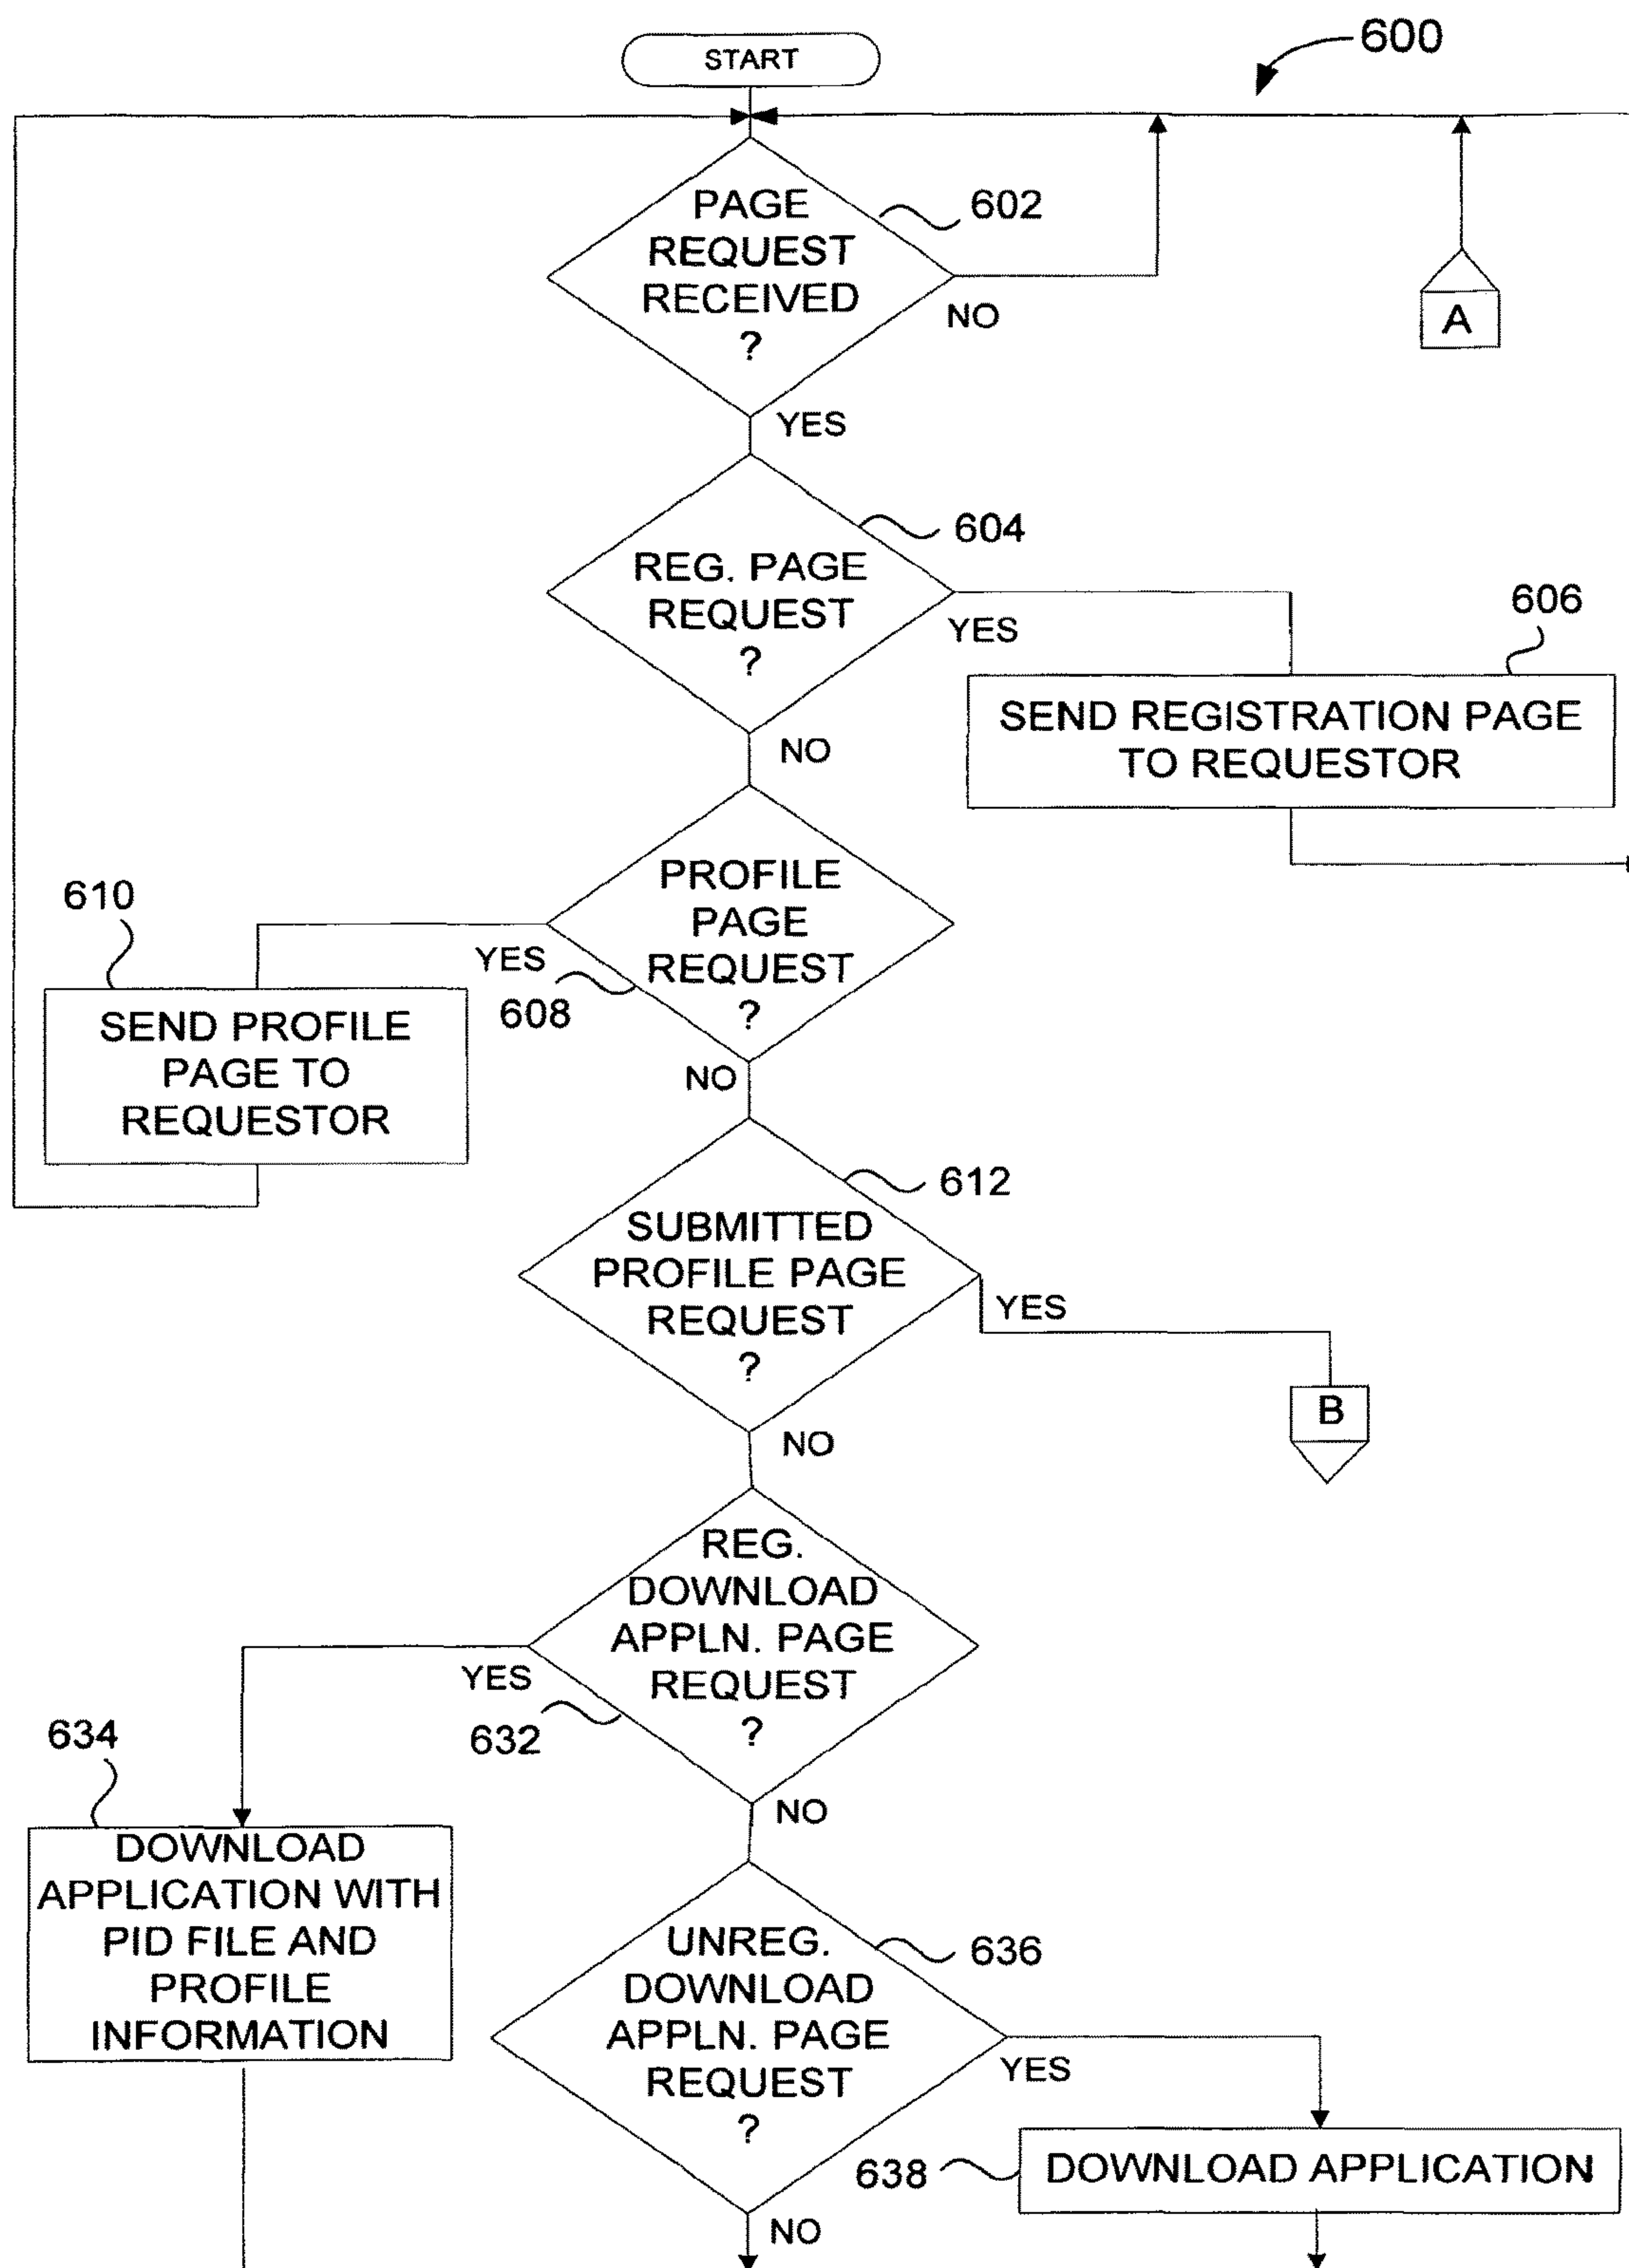 START
600
PAGE
REQUEST
RECEIVED
?
602
NO
A
YES
REG. PAGE
REQUEST
?
604
YES
606
SEND REGISTRATION PAGE
TO REQUESTOR
NO
PROFILE
PAGE
REQUEST
?
YES
608
610
SEND PROFILE
PAGE TO
REQUESTOR
NO
SUBMITTED
PROFILE PAGE
REQUEST
?
612
YES
B
NO
REG.
DOWNLOAD
APPLN. PAGE
REQUEST
?
YES
632
634
DOWNLOAD
APPLICATION WITH
PID FILE AND
PROFILE
INFORMATION
NO
UNREG.
DOWNLOAD
APPLN. PAGE
REQUEST
?
636
YES
638
DOWNLOAD APPLICATION
NO